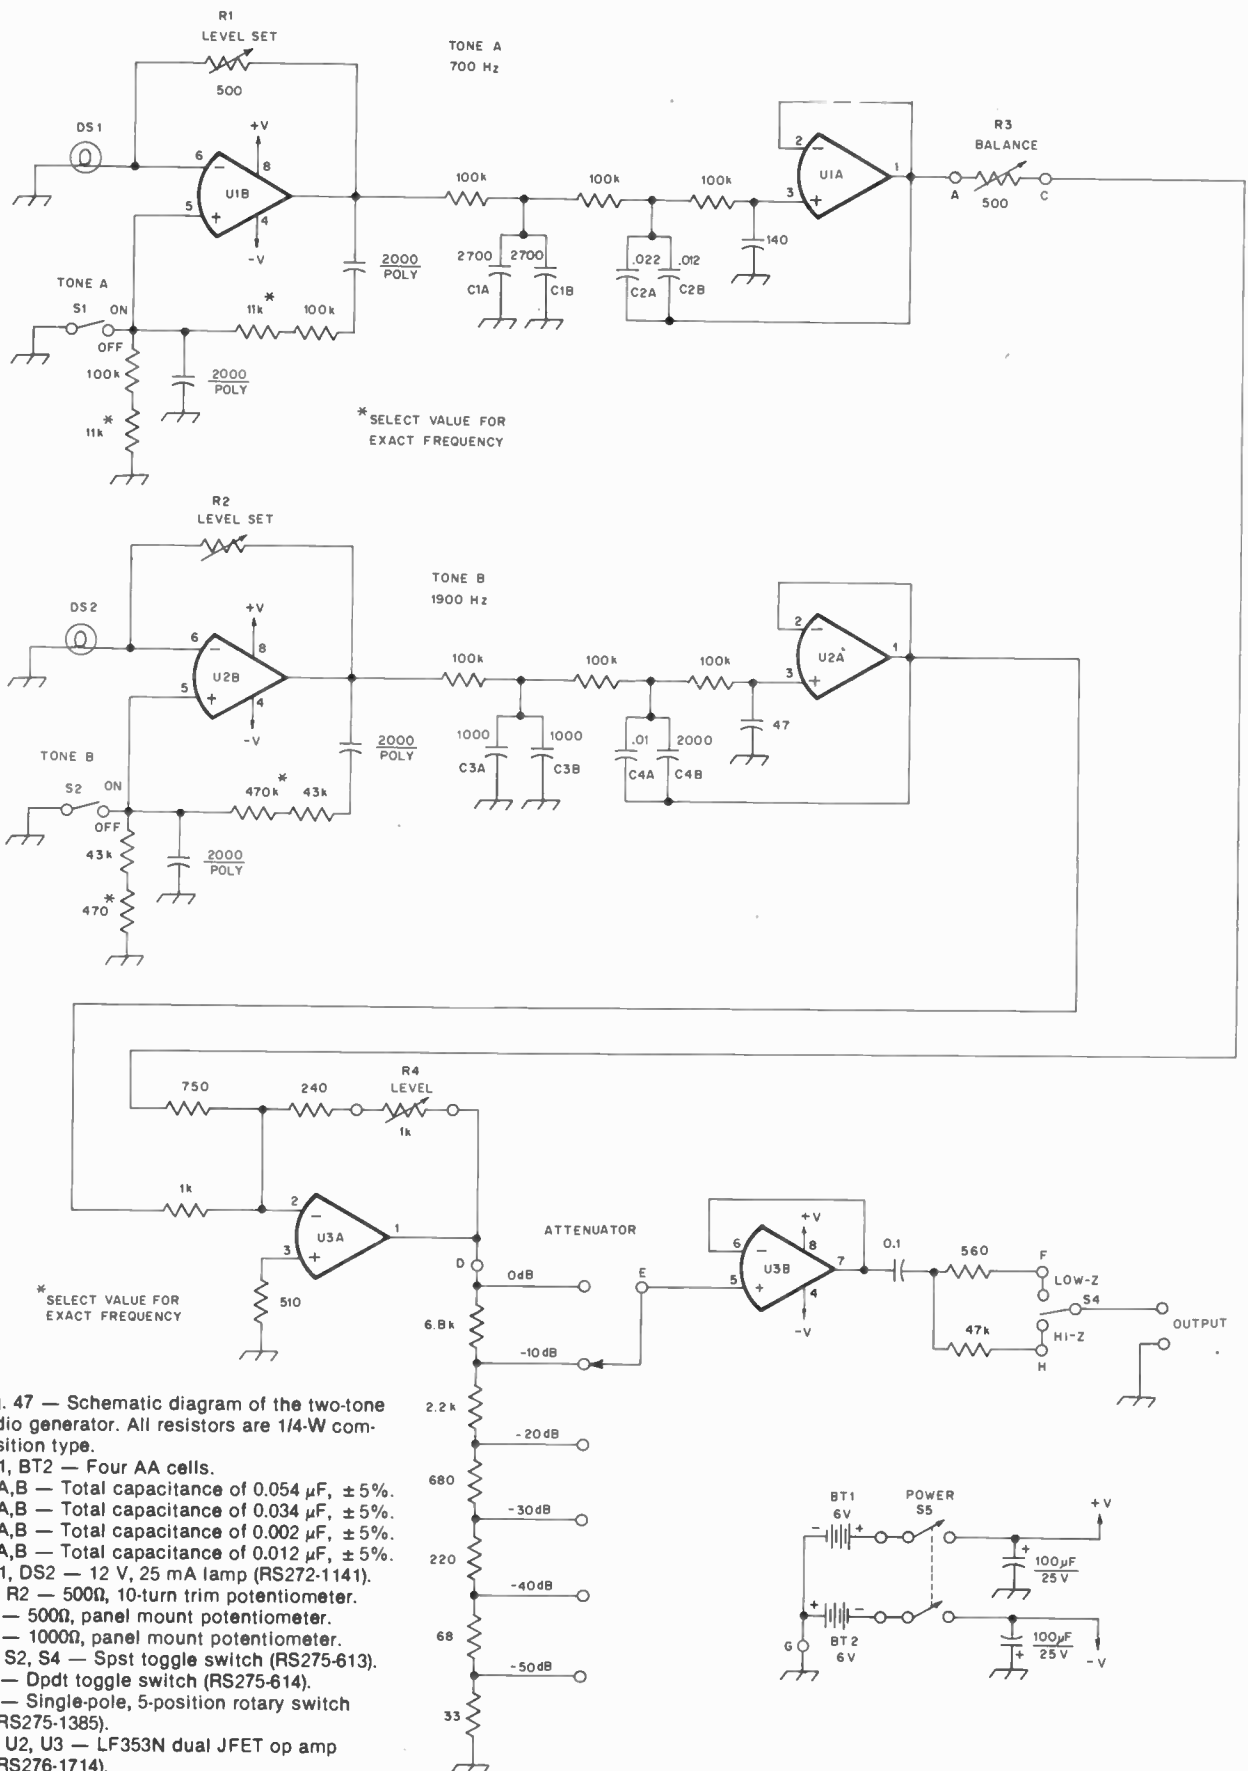 R1
LEVEL SET
500
TONE A
700 Hz
DS1
+V
6
−
8
U1B
5
+
4
-V
100k
100k
100k
2
−
1
U1A
3
+
R3
BALANCE
A
C
500
2000
POLY
2700
2700
C1A
C1B
.022
.012
C2A
C2B
140
TONE A
S1
ON
OFF
11k*
100k
100k
2000
POLY
11k*
*SELECT VALUE FOR
EXACT FREQUENCY
R2
LEVEL SET
TONE B
1900 Hz
DS2
+V
6
−
8
U2B
5
+
4
-V
100k
100k
100k
2
−
1
U2A
3
+
2000
POLY
1000
1000
C3A
C3B
.01
2000
C4A
C4B
47
TONE B
S2
ON
OFF
470k*
43k
43k
2000
POLY
470*
750
240
R4
LEVEL
1k
1k
2
−
1
U3A
3
+
510
D
ATTENUATOR
0dB
E
6.8k
-10dB
2.2k
-20dB
680
-30dB
220
-40dB
68
-50dB
33
+V
6
−
8
7
U3B
5
+
4
-V
0.1
560
F
LOW-Z
S4
HI-Z
47k
H
OUTPUT
*SELECT VALUE FOR
EXACT FREQUENCY
BT1
6V
−
+
POWER
S5
+V
+
100µF
25V
+
−
BT2
6V
G
100µF
25V
+
-V
g. 47 — Schematic diagram of the two-tone
dio generator. All resistors are 1/4-W com-
sition type.
1, BT2 — Four AA cells.
A,B — Total capacitance of 0.054 µF, ± 5%.
A,B — Total capacitance of 0.034 µF, ± 5%.
A,B — Total capacitance of 0.002 µF, ± 5%.
A,B — Total capacitance of 0.012 µF, ± 5%.
1, DS2 — 12 V, 25 mA lamp (RS272-1141).
R2 — 500Ω, 10-turn trim potentiometer.
— 500Ω, panel mount potentiometer.
— 1000Ω, panel mount potentiometer.
S2, S4 — Spst toggle switch (RS275-613).
— Dpdt toggle switch (RS275-614).
— Single-pole, 5-position rotary switch
RS275-1385).
U2, U3 — LF353N dual JFET op amp
RS276-1714).